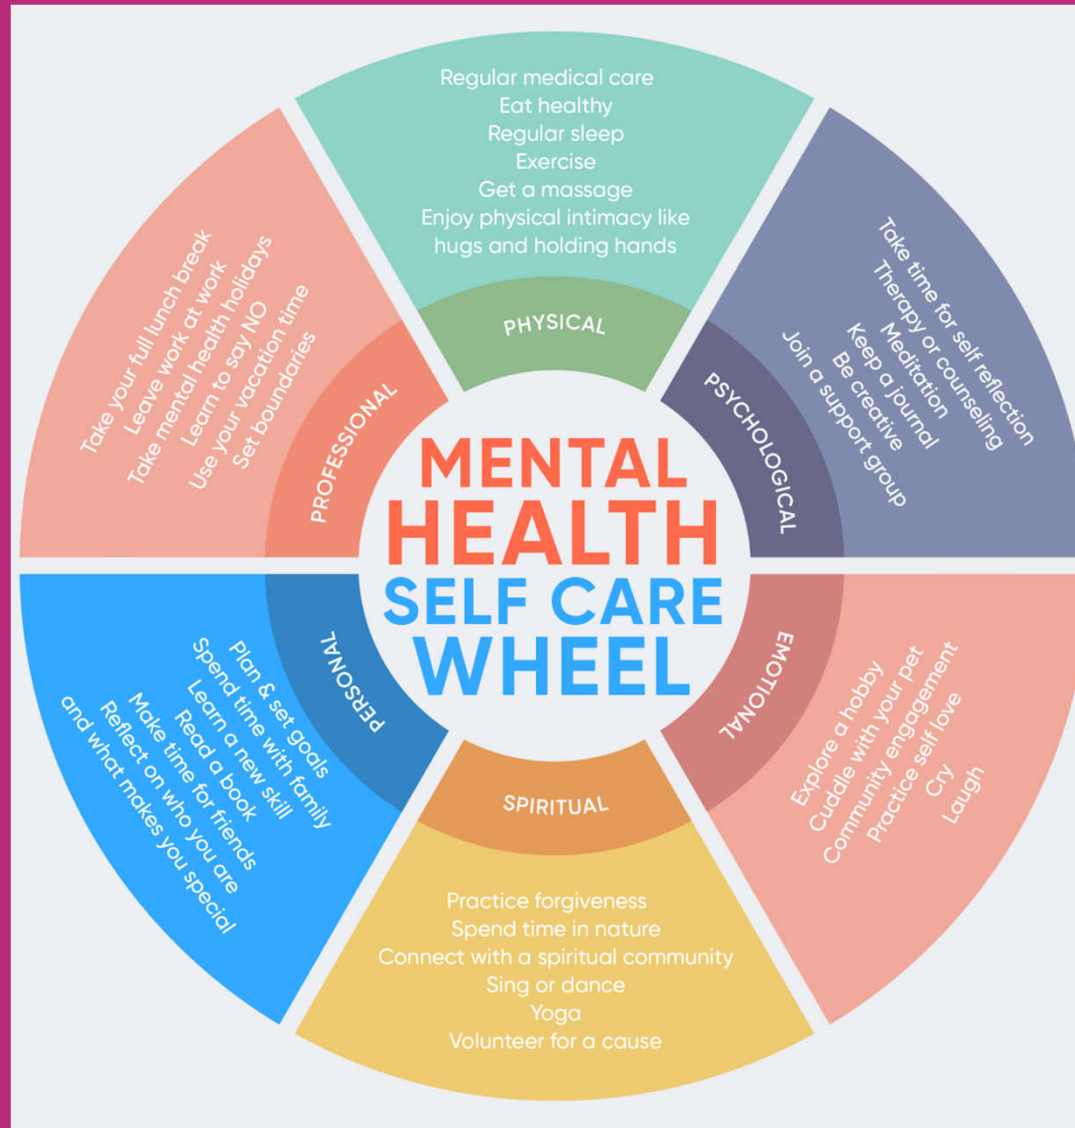 MENTAL
HEALTH
SELF CARE
WHEEL
PHYSICAL
Regular medical care
Eat healthy
Regular sleep
Exercise
Get a massage
Enjoy physical intimacy like
hugs and holding hands
PSYCHOLOGICAL
Take time for self reflection
Therapy or counseling
Meditation
Keep a journal
Be creative
Join a support group
EMOTIONAL
Explore a hobby
Cuddle with your pet
Community engagement
Practice self love
Cry
Laugh
SPIRITUAL
Practice forgiveness
Spend time in nature
Connect with a spiritual community
Sing or dance
Yoga
Volunteer for a cause
PERSONAL
Plan & set goals
Spend time with family
Learn a new skill
Read a book
Make time for friends
Reflect on who you are
and what makes you special
PROFESSIONAL
Take your full lunch break
Leave work at work
Take mental health holidays
Learn to say NO
Use your vacation time
Set boundaries